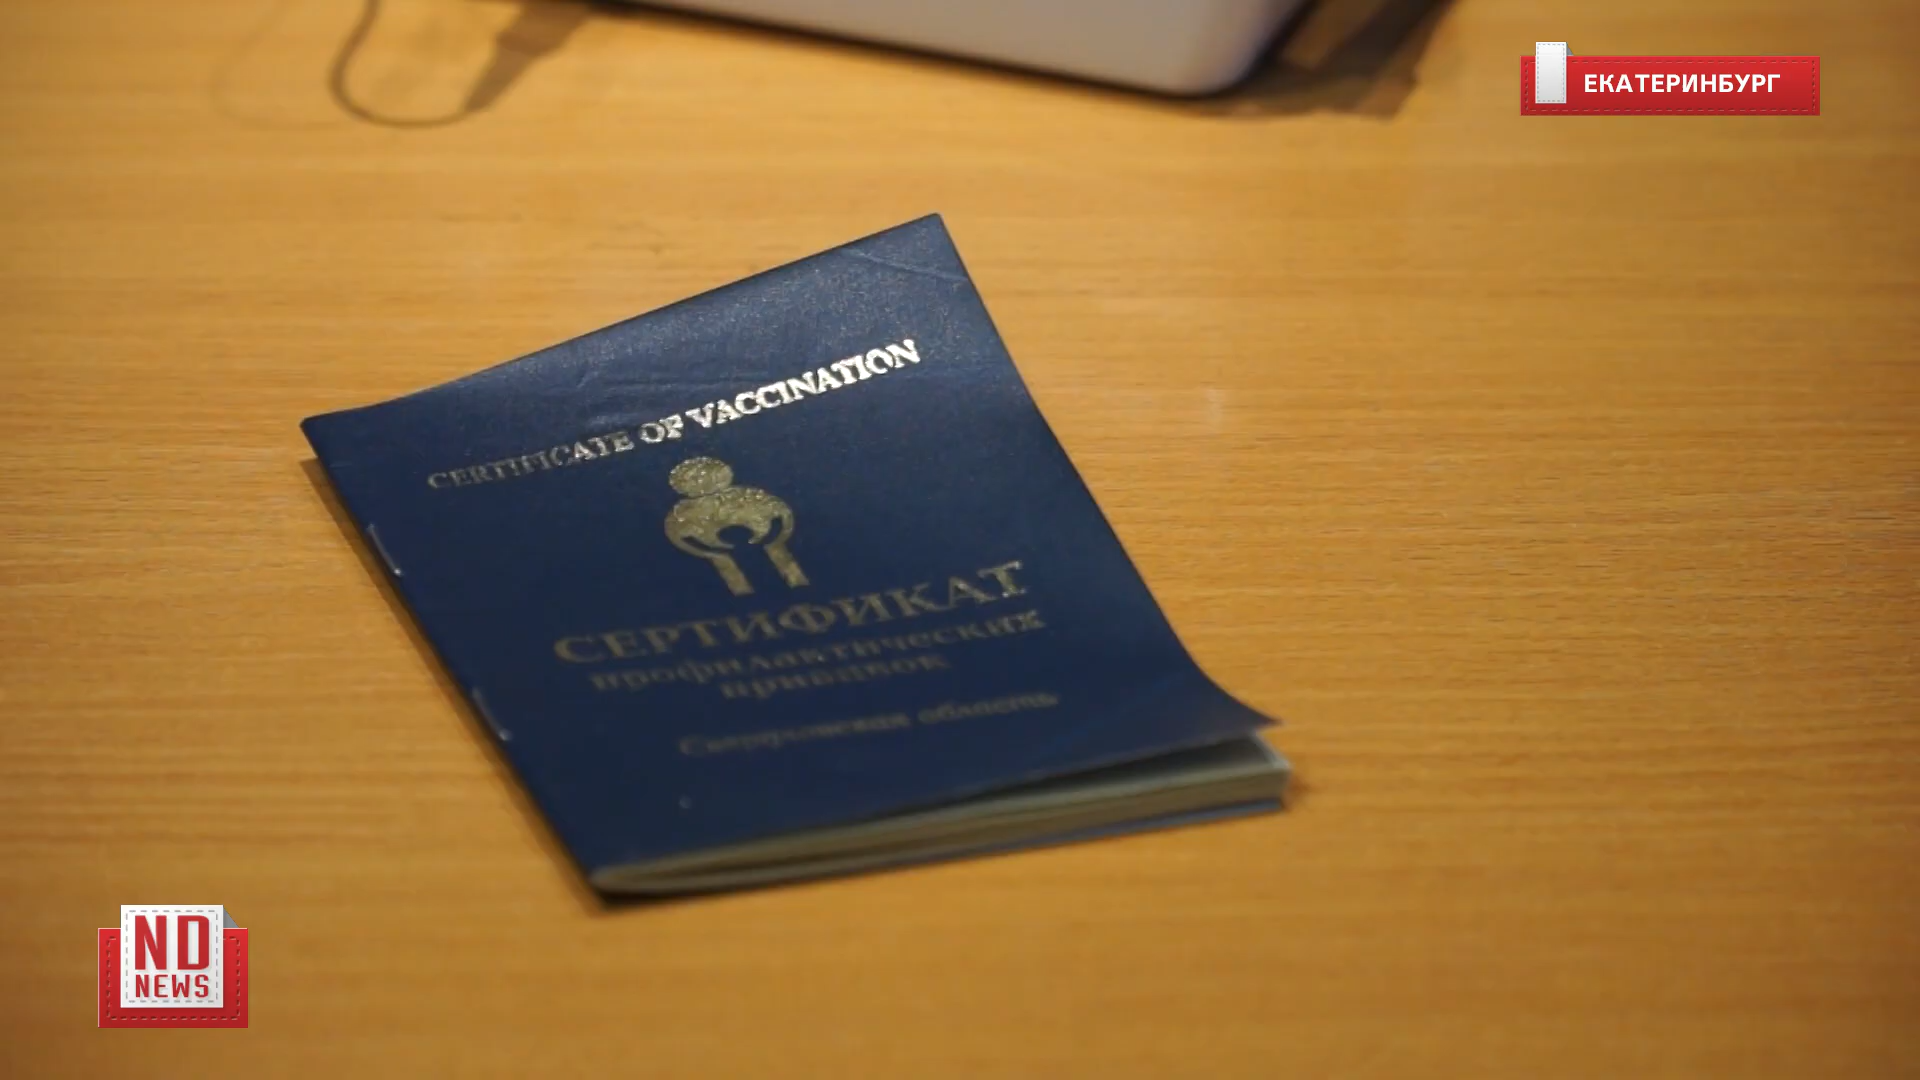 ЕКАТЕРИНБУРГ
CERTIFICATE OF VACCINATION
СЕРТИФИКАТ
профилактических
прививок
Свердловская область
ND
NEWS